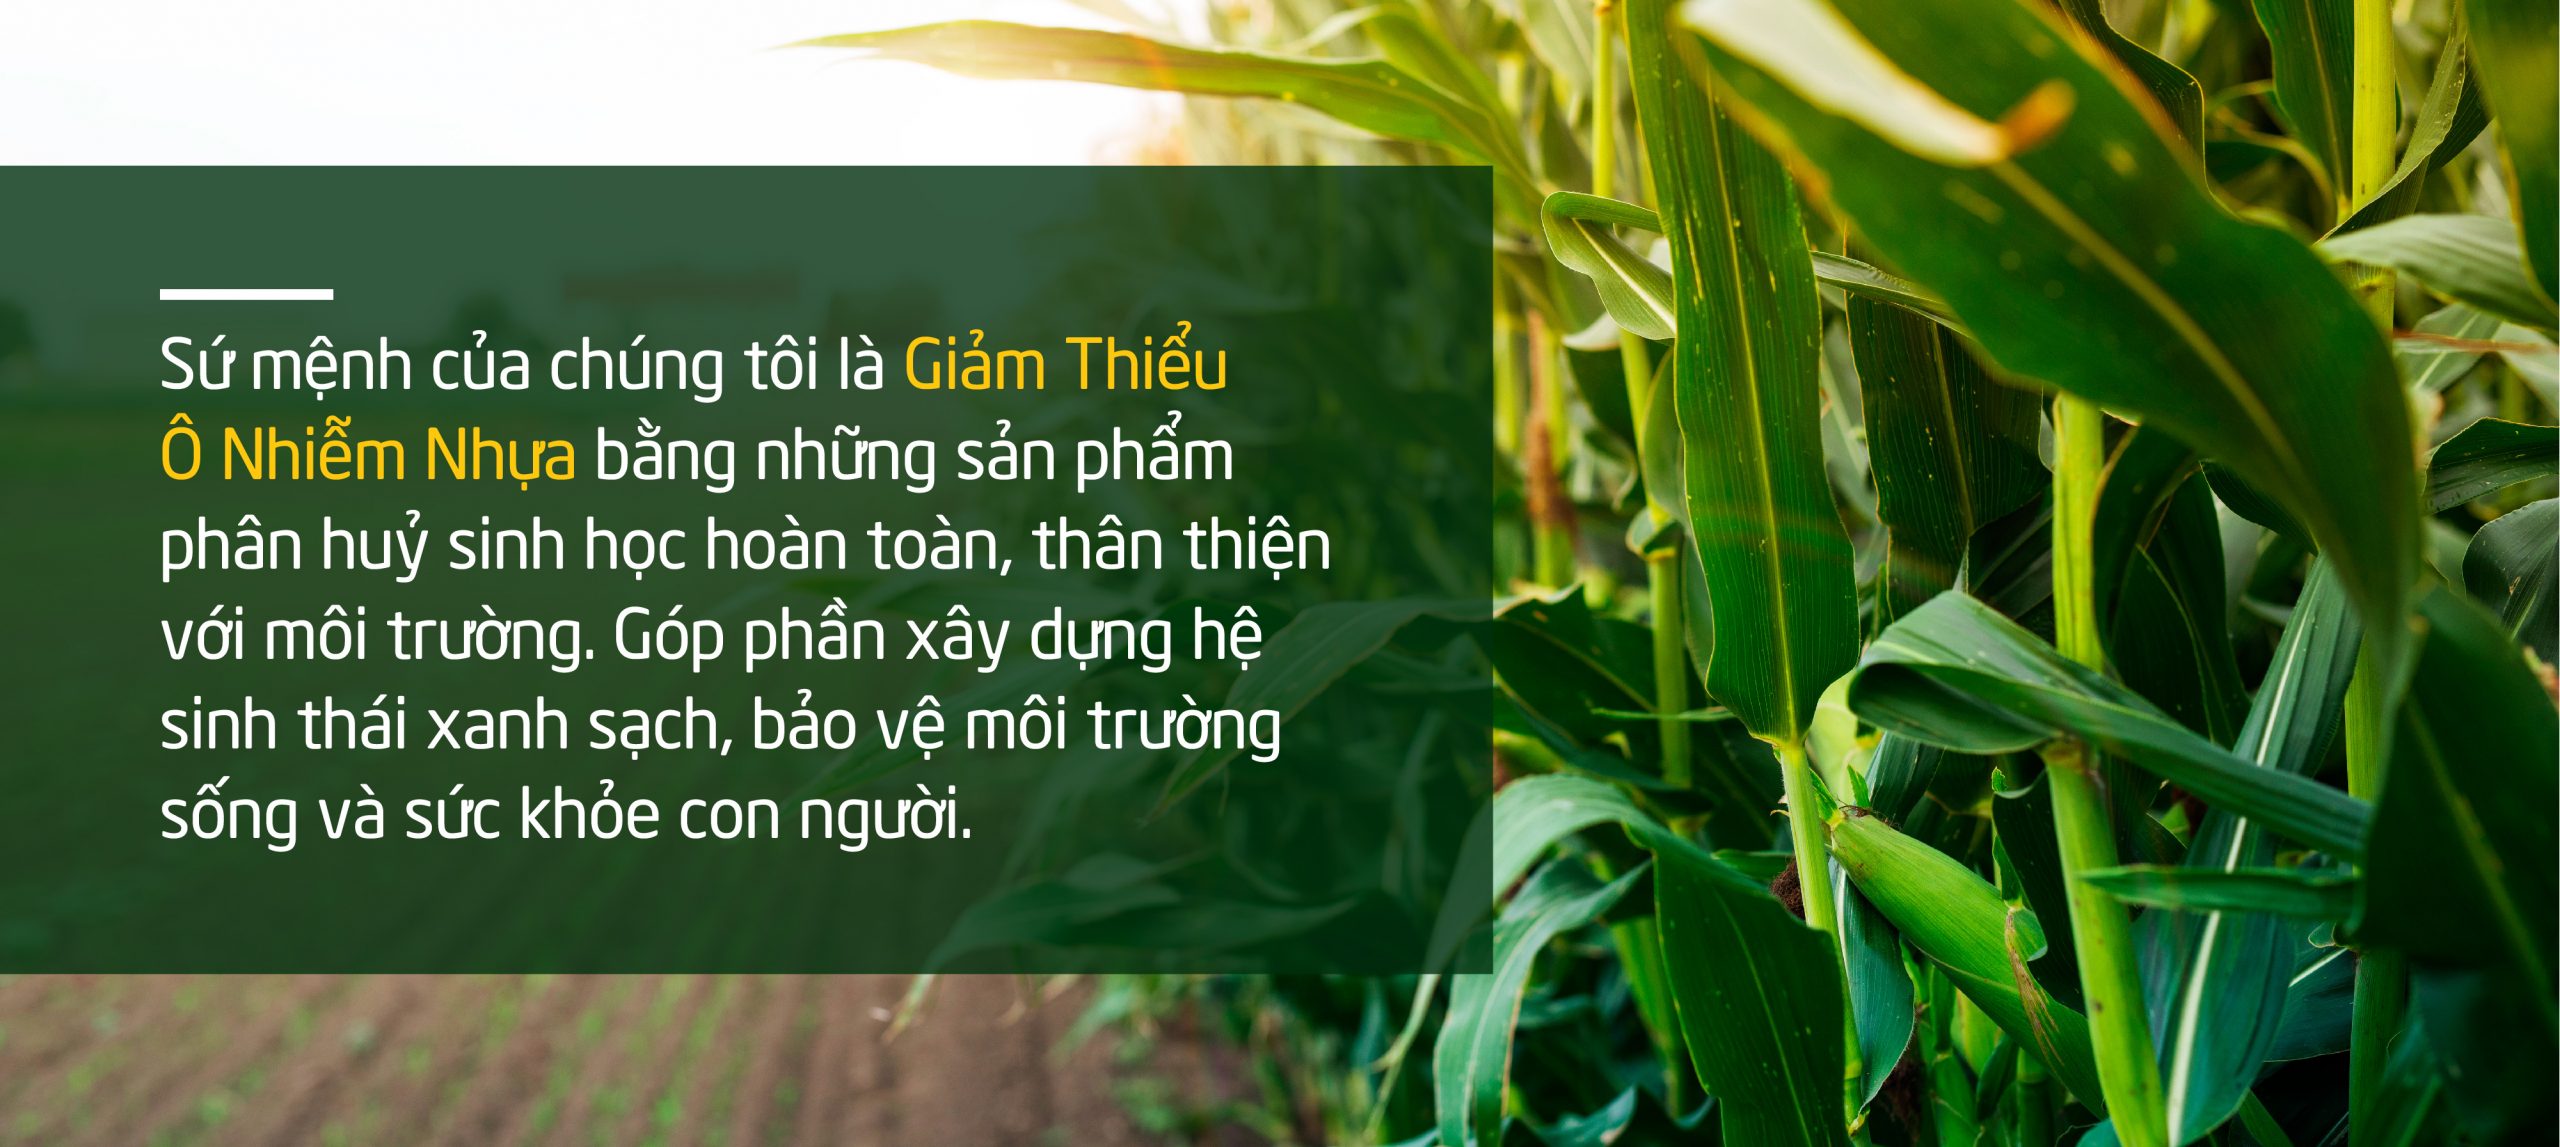 Sứ mệnh của chúng tôi là Giảm Thiểu
Ô Nhiễm Nhựa bằng những sản phẩm
phân huỷ sinh học hoàn toàn, thân thiện
với môi trường. Góp phần xây dựng hệ
sinh thái xanh sạch, bảo vệ môi trường
sống và sức khỏe con người.